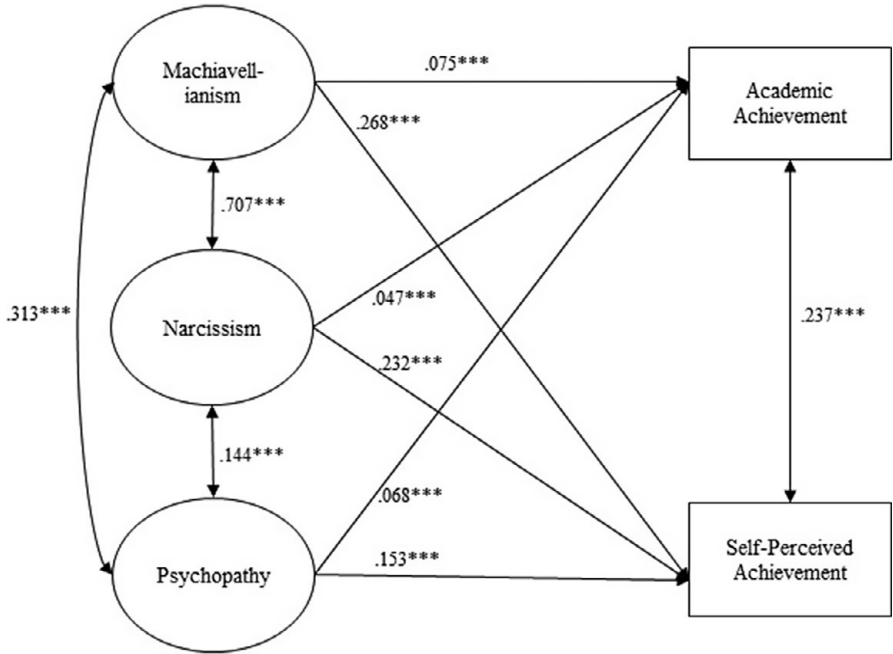 Machiavell-
ianism
.075***
Academic
Achievement
.268***
.707***
.313***
Narcissism
.047***
.237***
.232***
.144***
.068***
Psychopathy
.153***
Self-Perceived
Achievement